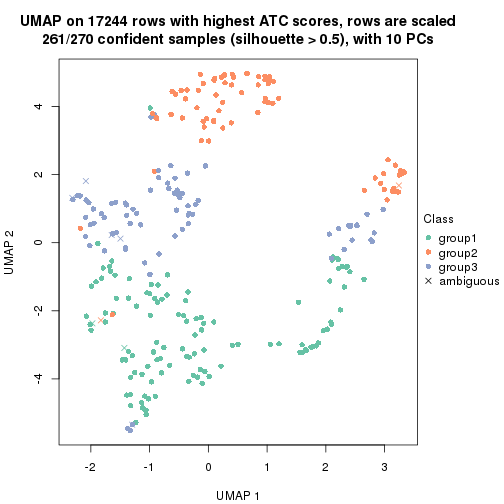 UMAP on 17244 rows with highest ATC scores, rows are scaled
261/270 confident samples (silhouette > 0.5), with 10 PCs
4
2
0
-2
-4
UMAP 2
-2
-1
0
1
2
3
UMAP 1
Class
group1
group2
group3
ambiguous